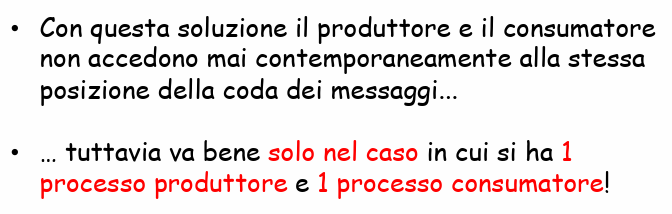 • Con questa soluzione il produttore e il consumatore
non accedono mai contemporaneamente alla stessa
posizione della coda dei messaggi...
• ... tuttavia va bene solo nel caso in cui si ha 1
processo produttore e 1 processo consumatore!